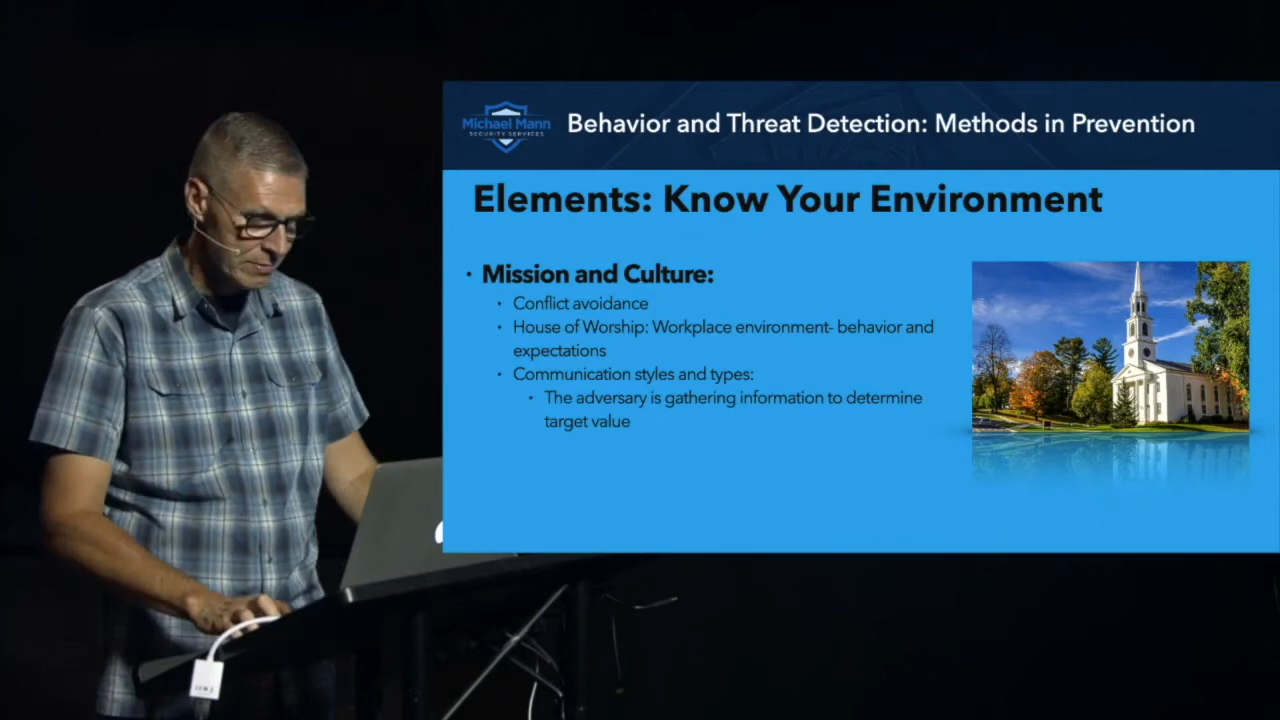 Michael Mann
SECURITY SERVICES
Behavior and Threat Detection: Methods in Prevention
Elements: Know Your Environment
• Mission and Culture:
• Conflict avoidance
• House of Worship: Workplace environment- behavior and
expectations
• Communication styles and types:
• The adversary is gathering information to determine
target value